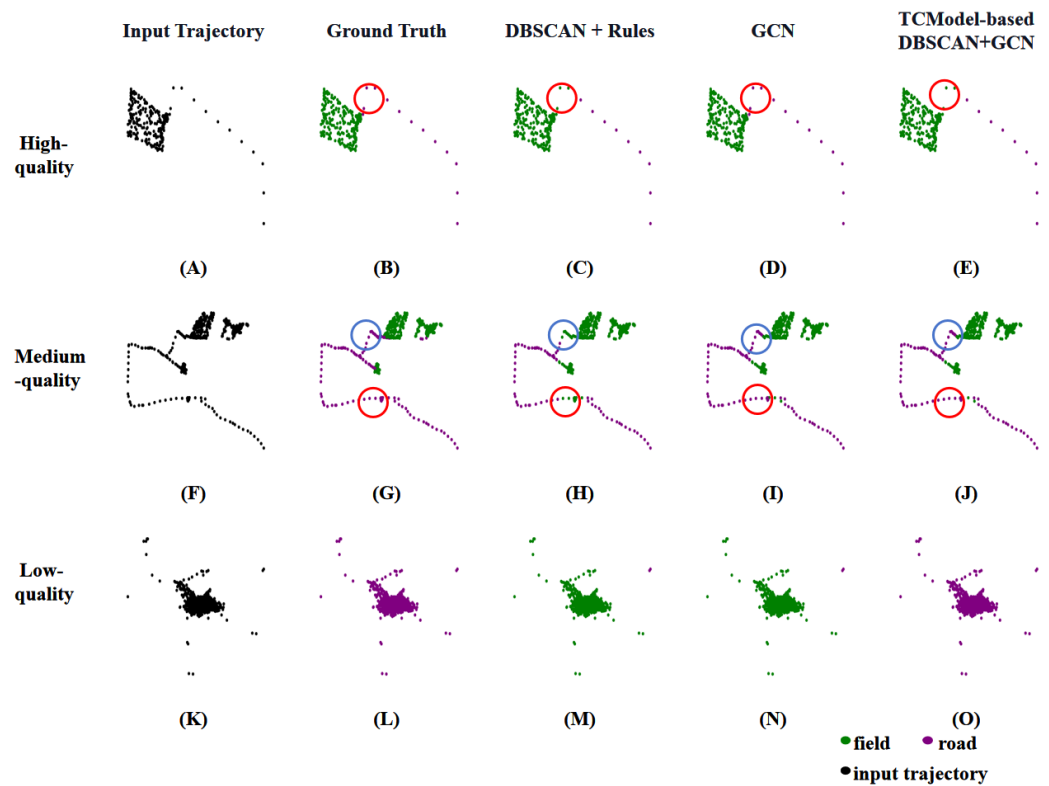 Input Trajectory
Ground Truth
DBSCAN + Rules
GCN
TCModel-based
DBSCAN+GCN
High-
quality
(A)
(B)
(C)
(D)
(E)
Medium
-quality
(F)
(G)
(H)
(I)
(J)
Low-
quality
(K)
(L)
(M)
(N)
(O)
field
road
input trajectory